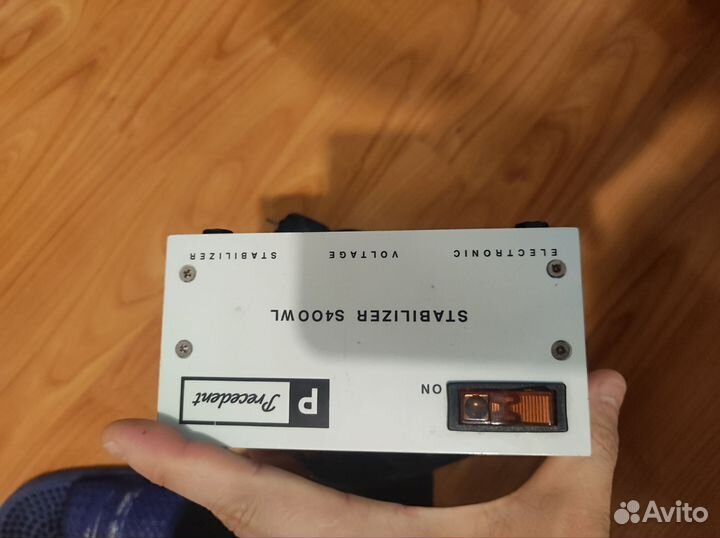 ON
P Precedent
STABILIZER S400WL
ELECTRONIC VOLTAGE STABILIZER
Avito